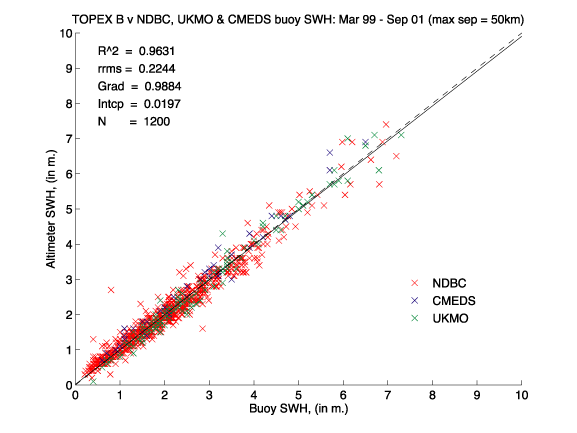 TOPEX B v NDBC, UKMO & CMEDS buoy SWH: Mar 99 - Sep 01 (max sep = 50km)
R^2 = 0.9631
rrms = 0.2244
Grad = 0.9884
Intcp = 0.0197
N = 1200
Altimeter SWH, (in m.)
10
9
8
7
6
5
4
3
2
1
0
NDBC
CMEDS
UKMO
0 1 2 3 4 5 6 7 8 9 10
Buoy SWH, (in m.)